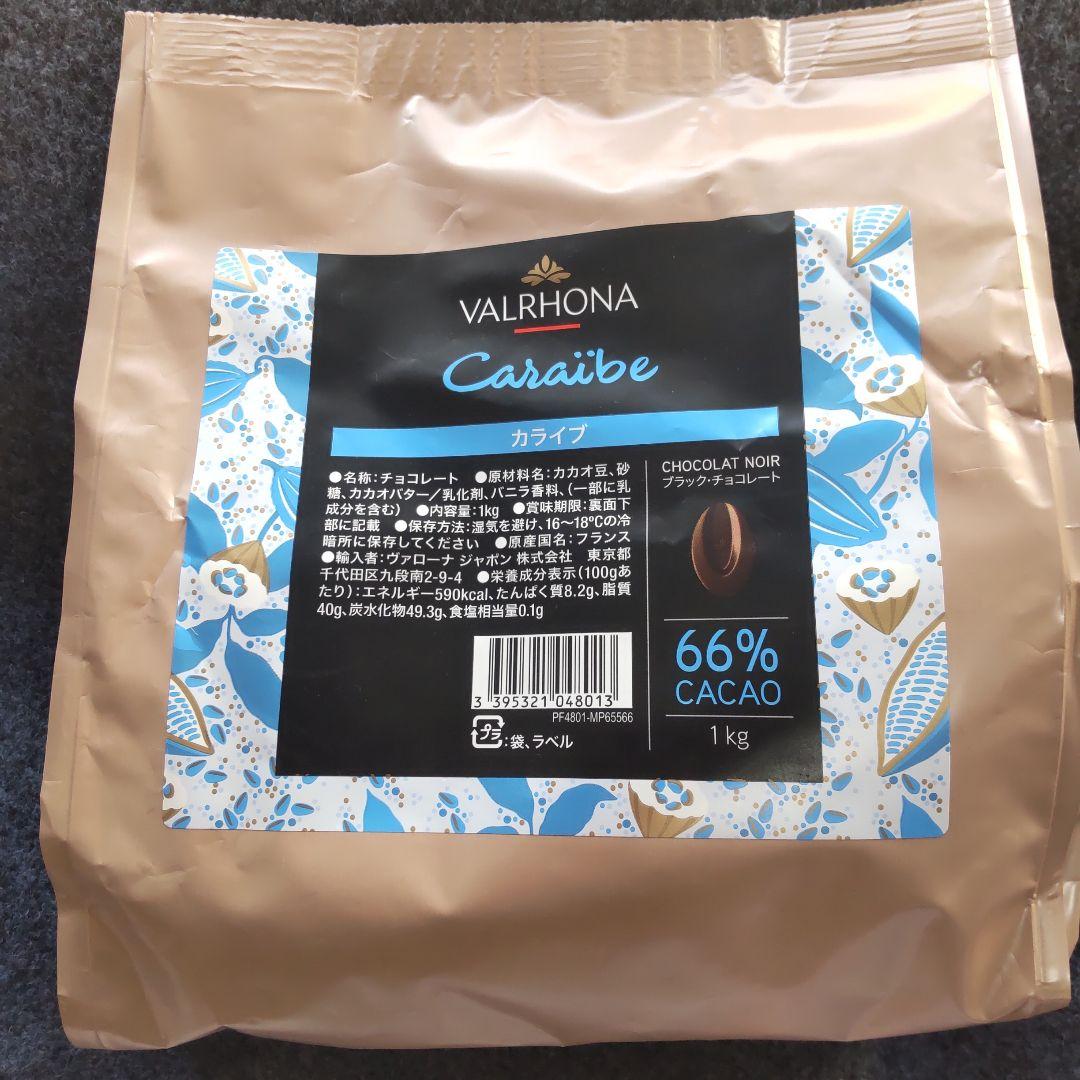 VALRHONA
Caraïbe
カライブ
●名称:チョコレート ●原材料名:カカオ豆、砂
糖、カカオバター/乳化剤、バニラ香料、(一部に乳
成分を含む) ●内容量:1kg ●賞味期限:裏面下
部に記載 ●保存方法:湿気を避け、16〜18ºCの冷
暗所に保存してください ●原産国名:フランス
●輸入者:ヴァローナ ジャポン 株式会社 東京都
千代田区九段南2-9-4 ●栄養成分表示(100gあ
たり):エネルギー590kcal、たんぱく質8.2g、脂質
40g、炭水化物49.3g、食塩相当量0.1g
3 395321 048013
PF4801-MP65566
プラ:袋、ラベル
CHOCOLAT NOIR
ブラック・チョコレート
66%
CACAO
1 kg